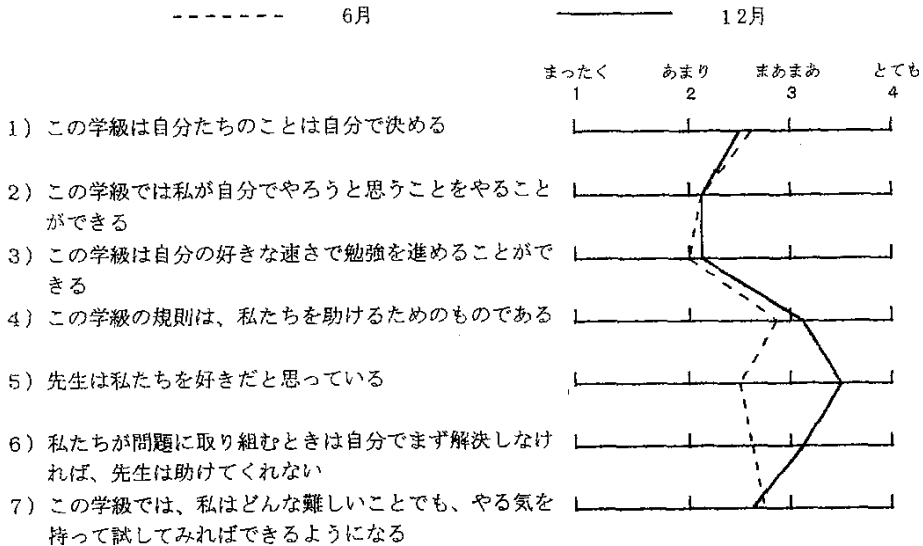 6月 12月
まったく あまり まあまあ とても
1 2 3 4
1）この学級は自分たちのことは自分で決める
2）この学級では私が自分でやろうと思うことをやること
ができる
3）この学級は自分の好きな速さで勉強を進めることがで
きる
4）この学級の規則は、私たちを助けるためのものである
5）先生は私たちを好きだと思っている
6）私たちが問題に取り組むときは自分でまず解決しなけ
れば、先生は助けてくれない
7）この学級では、私はどんな難しいことでも、やる気を
持って試してみればできるようになる